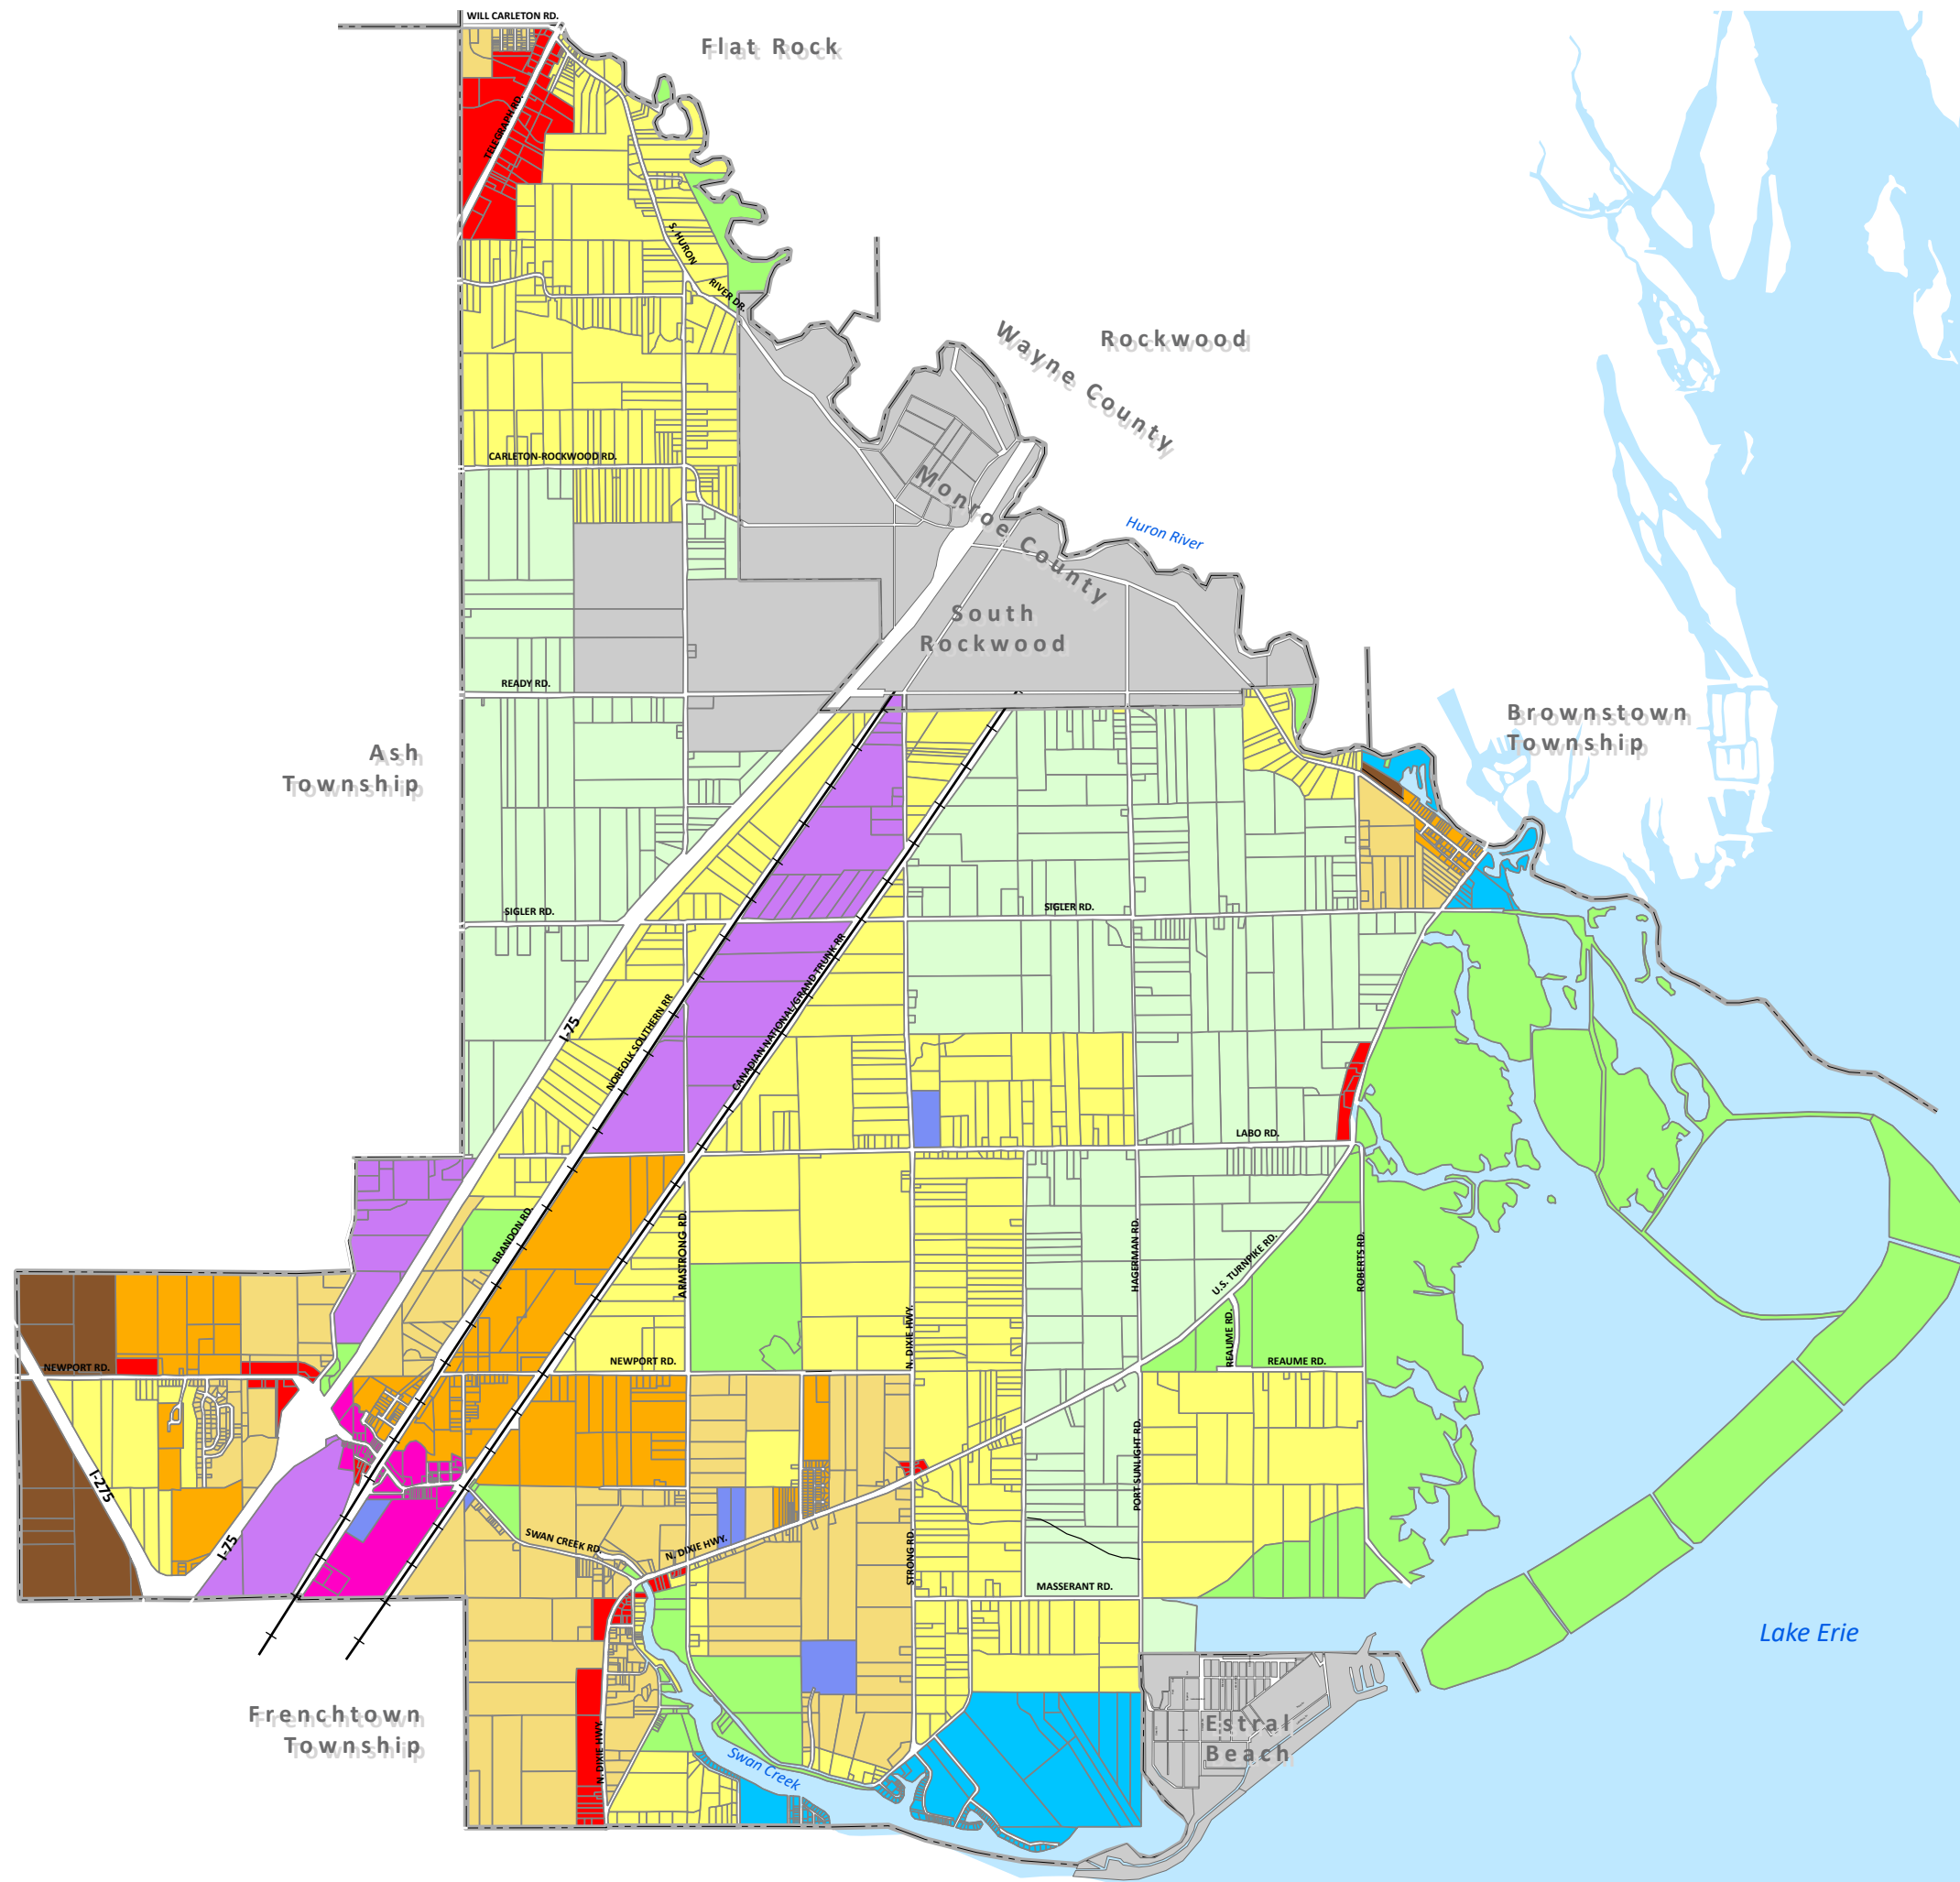 WILL CARLETON RD.
Flat Rock
TELEGRAPH RD.
S. HURON
RIVER DR.
Wayne County
Rockwood
CARLETON-ROCKWOOD RD.
Monroe County
Huron River
South
Rockwood
READY RD.
Ash
Township
Brownstown
Township
SIGLER RD.
SIGLER RD.
I-75
NORFOLK SOUTHERN RR
CANADIAN NATIONAL/GRAND TRUNK RR
LABO RD.
BRANDON RD.
ARMSTRONG RD.
HAGERMAN RD.
U.S. TURNPIKE RD.
ROBERTS RD.
N. DIXIE HWY.
REAUME RD.
NEWPORT RD.
NEWPORT RD.
REAUME RD.
I-275
PORT SUNLIGHT RD.
I-75
SWAN CREEK RD.
N. DIXIE HWY.
STRONG RD.
MASSERANT RD.
Lake Erie
Frenchtown
Township
N. DIXIE HWY.
Swan Creek
Estral
Beach